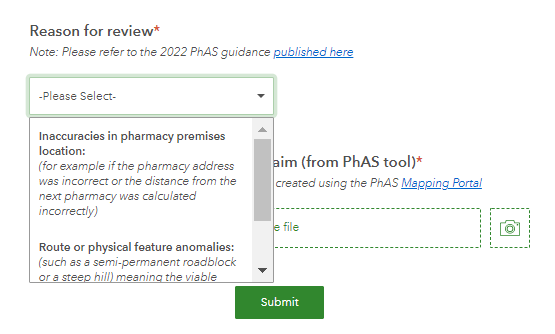 Reason for review*
Note: Please refer to the 2022 PhAS guidance published here
-Please Select-
Inaccuracies in pharmacy premises
location:
(for example if the pharmacy address
was incorrect or the distance from the
next pharmacy was calculated
incorrectly)
Route or physical feature anomalies:
(such as a semi-permanent roadblock
or a steep hill) meaning the viable
aim (from PhAS tool)*
created using the PhAS Mapping Portal
e file
Submit